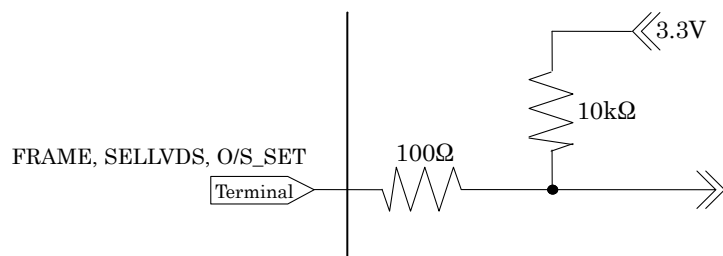 3.3V
10kΩ
FRAME, SELLVDS, O/S_SET
100Ω
Terminal